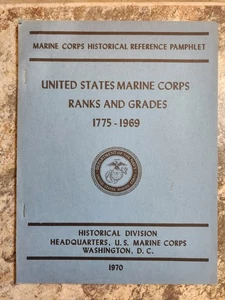 MARINE CORPS HISTORICAL REFERENCE PAMPHLET
UNITED STATES MARINE CORPS
RANKS AND GRADES
1775 - 1969
HISTORICAL DIVISION
HEADQUARTERS, U. S. MARINE CORPS
WASHINGTON, D. C.
1970